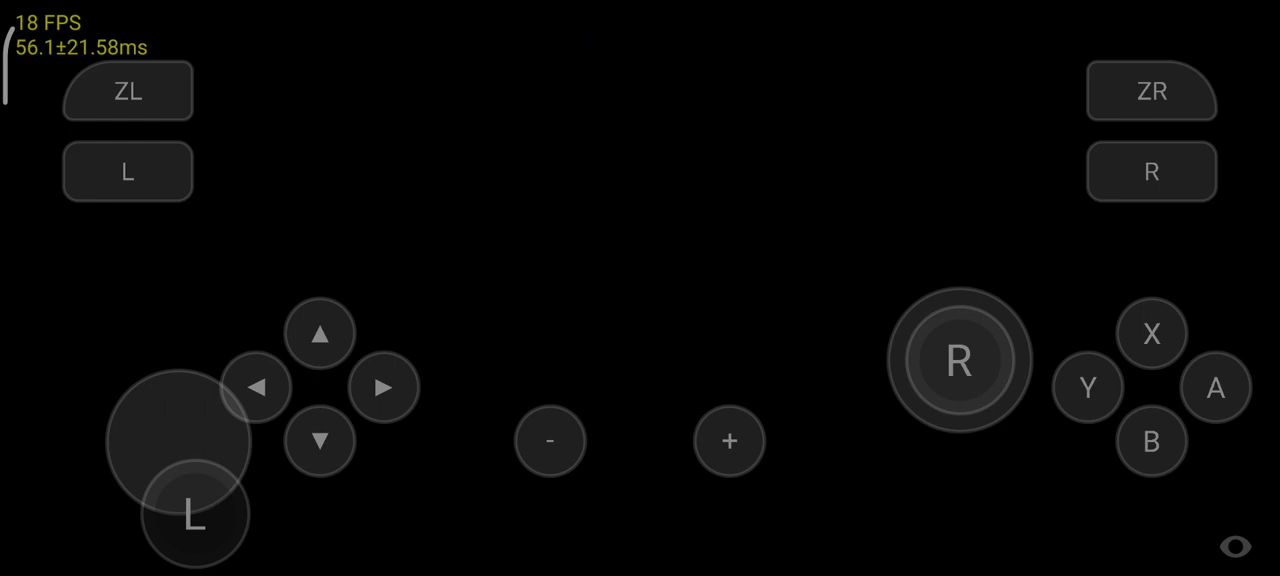 18 FPS
56.1±21.58ms
ZL
ZR
L
R
▲
R
X
◀
▶
Y
A
▼
-
+
B
L